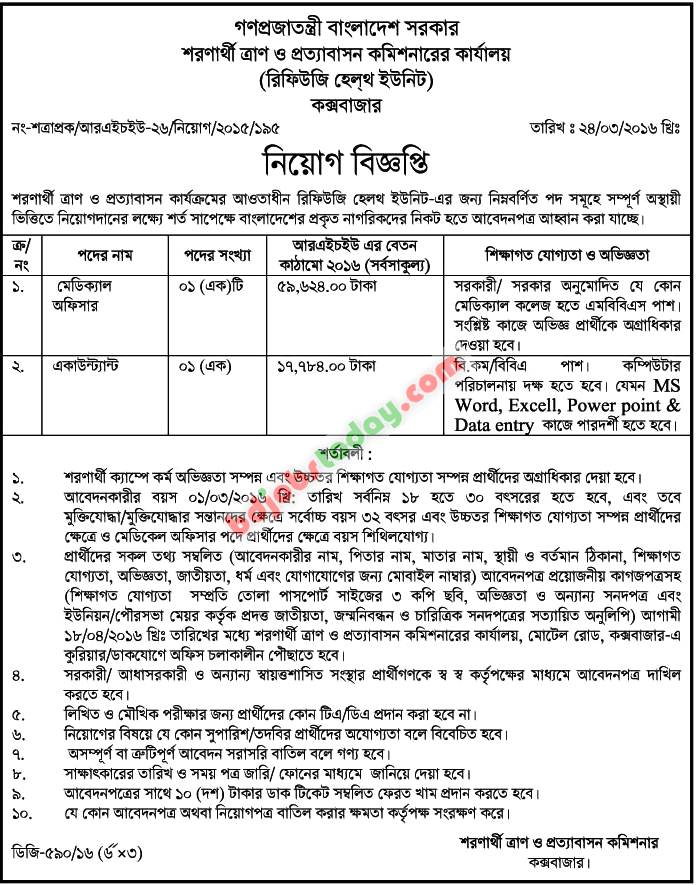 গণপ্রজাতন্ত্রী বাংলাদেশ সরকার
শরণার্থী ত্রাণ ও প্রত্যাবাসন কমিশনারের কার্যালয়
(রিফিউজি হেল্থ ইউনিট)
কক্সবাজার
নং-শত্রাপ্রক/আরএইচইউ-২৬/নিয়োগ/২০১৫/১৯৫ তারিখ : ২৪/০৩/২০১৬ খ্রিঃ
নিয়োগ বিজ্ঞপ্তি
শরণার্থী ত্রাণ ও প্রত্যাবাসন কার্যক্রমের আওতাধীন রিফিউজি হেলথ ইউনিট-এর জন্য নিম্নবর্ণিত পদ সমূহে সম্পূর্ণ অস্থায়ী
ভিত্তিতে নিয়োগদানের লক্ষ্যে শর্ত সাপেক্ষে বাংলাদেশের প্রকৃত নাগরিকদের নিকট হতে আবেদনপত্র আহ্বান করা যাচ্ছে।
ক্র/নং পদের নাম পদের সংখ্যা আরএইচইউ এর বেতন কাঠামো ২০১৬ (সর্বসাকুল্য) শিক্ষাগত যোগ্যতা ও অভিজ্ঞতা
১. মেডিক্যাল অফিসার ০১ (এক)টি ৫৯,৬২৪.০০ টাকা সরকারী/ সরকার অনুমোদিত যে কোন
মেডিক্যাল কলেজ হতে এমবিবিএস পাশ।
সংশ্লিষ্ট কাজে অভিজ্ঞ প্রার্থীকে অগ্রাধিকার
দেওয়া হবে।
২. একাউন্ট্যান্ট ০১ (এক) ১৭,৭৮৪.০০ টাকা বি.কম/বিবিএ পাশ। কম্পিউটার
পরিচালনায় দক্ষ হতে হবে। যেমন MS
Word, Excell, Power point &
Data entry কাজে পারদর্শী হতে হবে।
bdjobstoday.com
শর্তাবলী :
১. শরণার্থী ক্যাম্পে কর্ম অভিজ্ঞতা সম্পন্ন এবং উচ্চতর শিক্ষাগত যোগ্যতা সম্পন্ন প্রার্থীদের অগ্রাধিকার দেয়া হবে।
২. আবেদনকারীর বয়স ০১/০৩/২০১৬ খ্রি: তারিখ সর্বনিম্ন ১৮ হতে ৩০ বৎসরের হতে হবে, এবং তবে
মুক্তিযোদ্ধা/মুক্তিযোদ্ধার সন্তানদের ক্ষেত্রে সর্বোচ্চ বয়স ৩২ বৎসর এবং উচ্চতর শিক্ষাগত যোগ্যতা সম্পন্ন প্রার্থীদের
ক্ষেত্রে ও মেডিকেল অফিসার পদে প্রার্থীদের ক্ষেত্রে বয়স শিথিলযোগ্য।
৩. প্রার্থীদের সকল তথ্য সম্বলিত (আবেদনকারীর নাম, পিতার নাম, মাতার নাম, স্থায়ী ও বর্তমান ঠিকানা, শিক্ষাগত
যোগ্যতা, অভিজ্ঞতা, জাতীয়তা, ধর্ম এবং যোগাযোগের জন্য মোবাইল নাম্বার) আবেদনপত্র প্রয়োজনীয় কাগজপত্রসহ
(শিক্ষাগত যোগ্যতা সম্প্রতি তোলা পাসপোর্ট সাইজের ৩ কপি ছবি, অভিজ্ঞতা ও অন্যান্য সনদপত্র এবং
ইউনিয়ন/পৌরসভা মেয়র কর্তৃক প্রদত্ত জাতীয়তা, জন্মনিবন্ধন ও চারিত্রিক সনদপত্রের সত্যায়িত অনুলিপি) আগামী
১৮/০৪/২০১৬ খ্রিঃ তারিখের মধ্যে শরণার্থী ত্রাণ ও প্রত্যাবাসন কমিশনারের কার্যালয়, মোটেল রোড, কক্সবাজার-এ
কুরিয়ার/ডাকযোগে অফিস চলাকালীন পৌছাতে হবে।
৪. সরকারী/ আধাসরকারী ও অন্যান্য স্বায়ত্তশাসিত সংস্থার প্রার্থীগণকে স্ব স্ব কর্তৃপক্ষের মাধ্যমে আবেদনপত্র দাখিল
করতে হবে।
৫. লিখিত ও মৌখিক পরীক্ষার জন্য প্রার্থীদের কোন টিএ/ডিএ প্রদান করা হবে না।
৬. নিয়োগের বিষয়ে যে কোন সুপারিশ/তদবির প্রার্থীদের অযোগ্যতা বলে বিবেচিত হবে।
৭. অসম্পূর্ণ বা ত্রুটিপূর্ণ আবেদন সরাসরি বাতিল বলে গণ্য হবে।
৮. সাক্ষাৎকারের তারিখ ও সময় পত্র জারি/ ফোনের মাধ্যমে জানিয়ে দেয়া হবে।
৯. আবেদনপত্রের সাথে ১০ (দশ) টাকার ডাক টিকেট সম্বলিত ফেরত খাম প্রদান করতে হবে।
১০. যে কোন আবেদনপত্র অথবা নিয়োগপত্র বাতিল করার ক্ষমতা কর্তৃপক্ষ সংরক্ষণ করে।
শরণার্থী ত্রাণ ও প্রত্যাবাসন কমিশনার
কক্সবাজার।
ডিজি-৫৯০/১৬ (৬×৩)